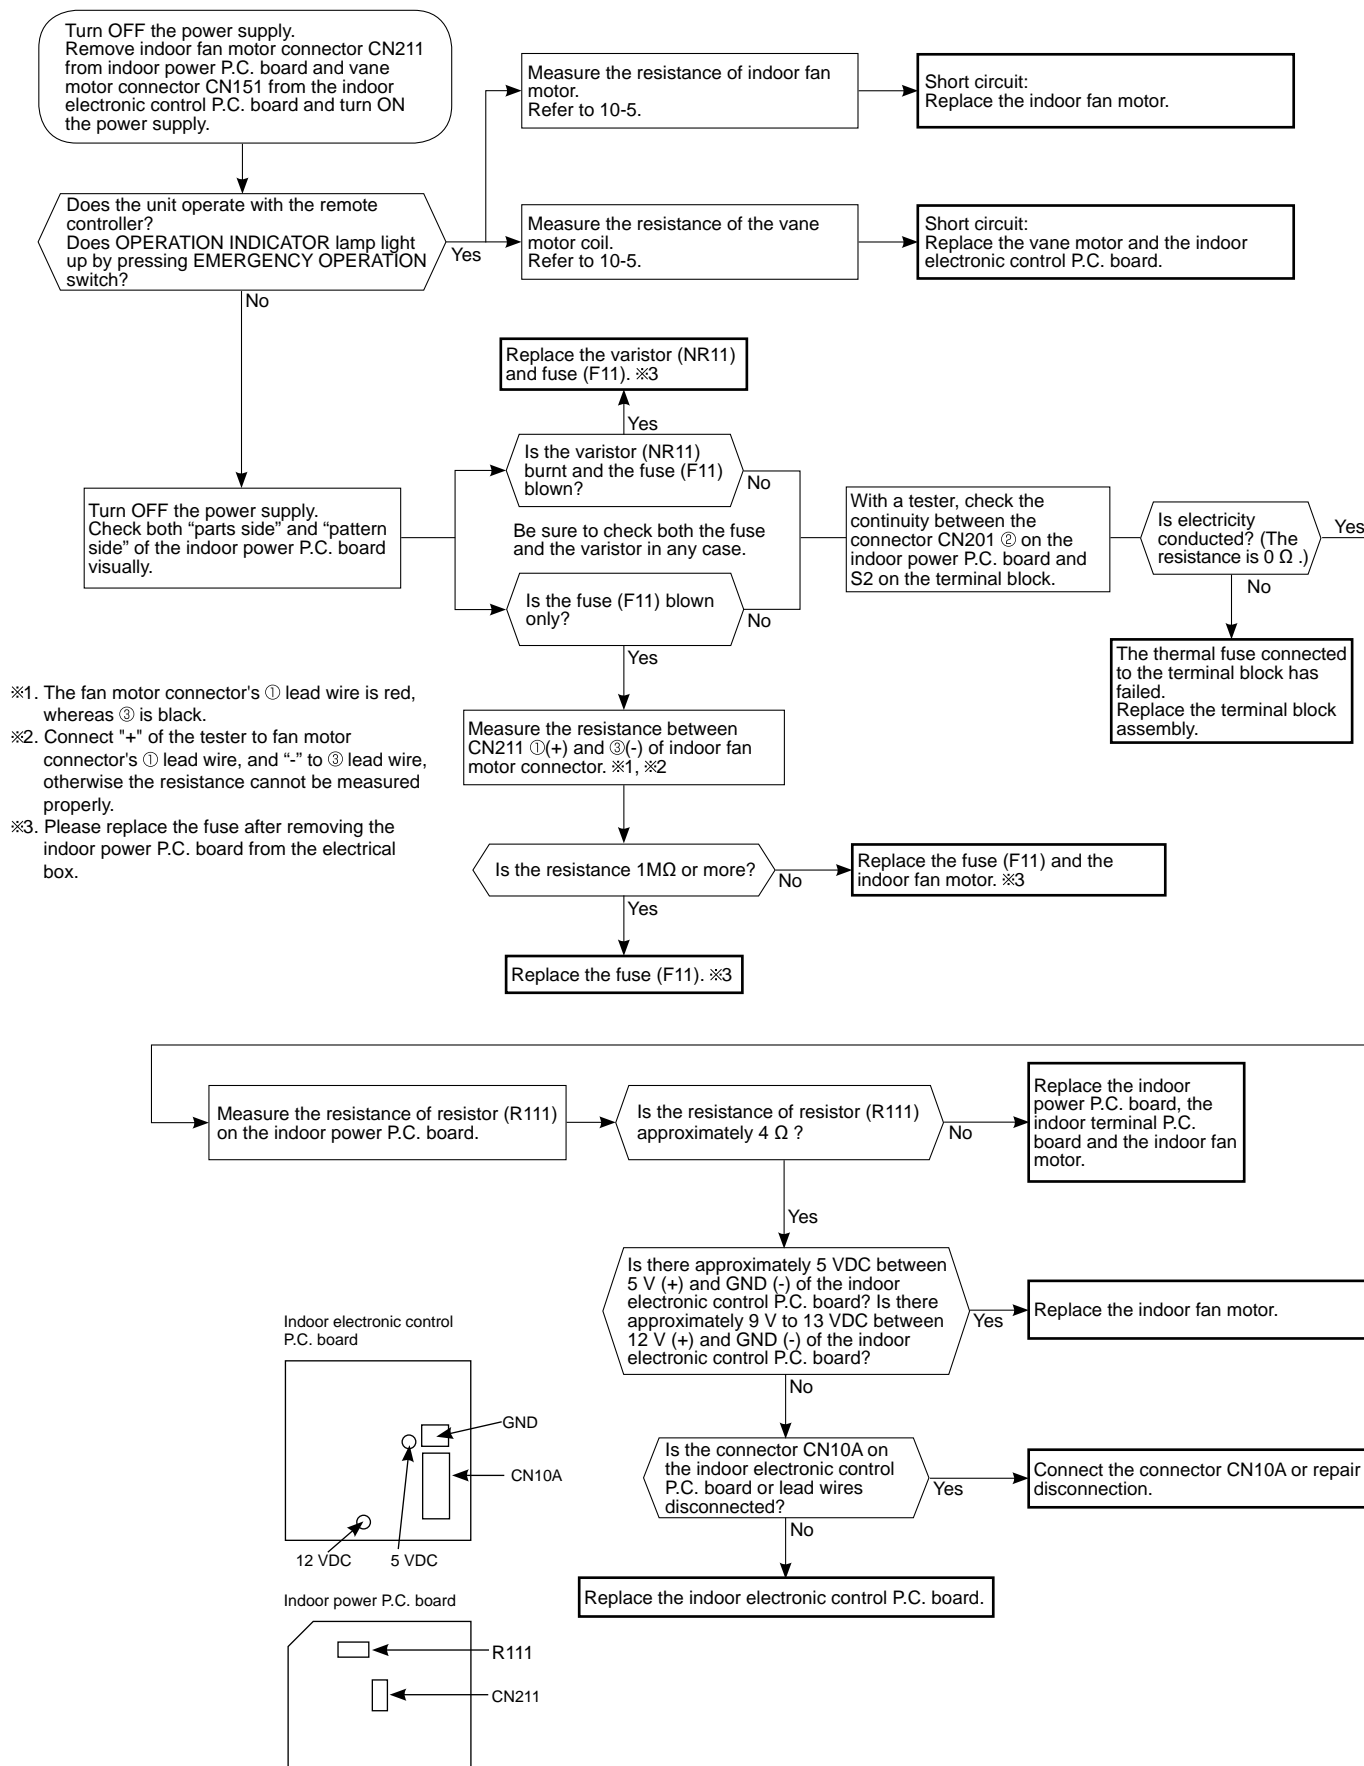 Turn OFF the power supply.
Remove indoor fan motor connector CN211
from indoor power P.C. board and vane
motor connector CN151 from the indoor
electronic control P.C. board and turn ON
the power supply.
Measure the resistance of indoor fan
motor.
Refer to 10-5.
Short circuit:
Replace the indoor fan motor.
Does the unit operate with the remote
controller?
Does OPERATION INDICATOR lamp light
up by pressing EMERGENCY OPERATION
switch?
Yes
Measure the resistance of the vane
motor coil.
Refer to 10-5.
Short circuit:
Replace the vane motor and the indoor
electronic control P.C. board.
No
Replace the varistor (NR11)
and fuse (F11). ※3
Yes
Is the varistor (NR11)
burnt and the fuse (F11)
blown?
No
Turn OFF the power supply.
Check both “parts side” and “pattern
side” of the indoor power P.C. board
visually.
Be sure to check both the fuse
and the varistor in any case.
With a tester, check the
continuity between the
connector CN201 ② on the
indoor power P.C. board and
S2 on the terminal block.
Is electricity
conducted? (The
resistance is 0 Ω .)
Yes
No
Is the fuse (F11) blown
only?
No
Yes
The thermal fuse connected
to the terminal block has
failed.
Replace the terminal block
assembly.
※1. The fan motor connector's ① lead wire is red,
whereas ③ is black.
※2. Connect "+" of the tester to fan motor
connector's ① lead wire, and “-” to ③ lead wire,
otherwise the resistance cannot be measured
properly.
※3. Please replace the fuse after removing the
indoor power P.C. board from the electrical
box.
Measure the resistance between
CN211 ①(+) and ③(-) of indoor fan
motor connector. ※1, ※2
Is the resistance 1MΩ or more?
No
Replace the fuse (F11) and the
indoor fan motor. ※3
Yes
Replace the fuse (F11). ※3
Measure the resistance of resistor (R111)
on the indoor power P.C. board.
Is the resistance of resistor (R111)
approximately 4 Ω ?
No
Replace the indoor
power P.C. board, the
indoor terminal P.C.
board and the indoor fan
motor.
Yes
Is there approximately 5 VDC between
5 V (+) and GND (-) of the indoor
electronic control P.C. board? Is there
approximately 9 V to 13 VDC between
12 V (+) and GND (-) of the indoor
electronic control P.C. board?
Yes
Replace the indoor fan motor.
No
Is the connector CN10A on
the indoor electronic control
P.C. board or lead wires
disconnected?
Yes
Connect the connector CN10A or repair
disconnection.
No
Replace the indoor electronic control P.C. board.
Indoor electronic control
P.C. board
GND
CN10A
12 VDC
5 VDC
Indoor power P.C. board
R111
CN211